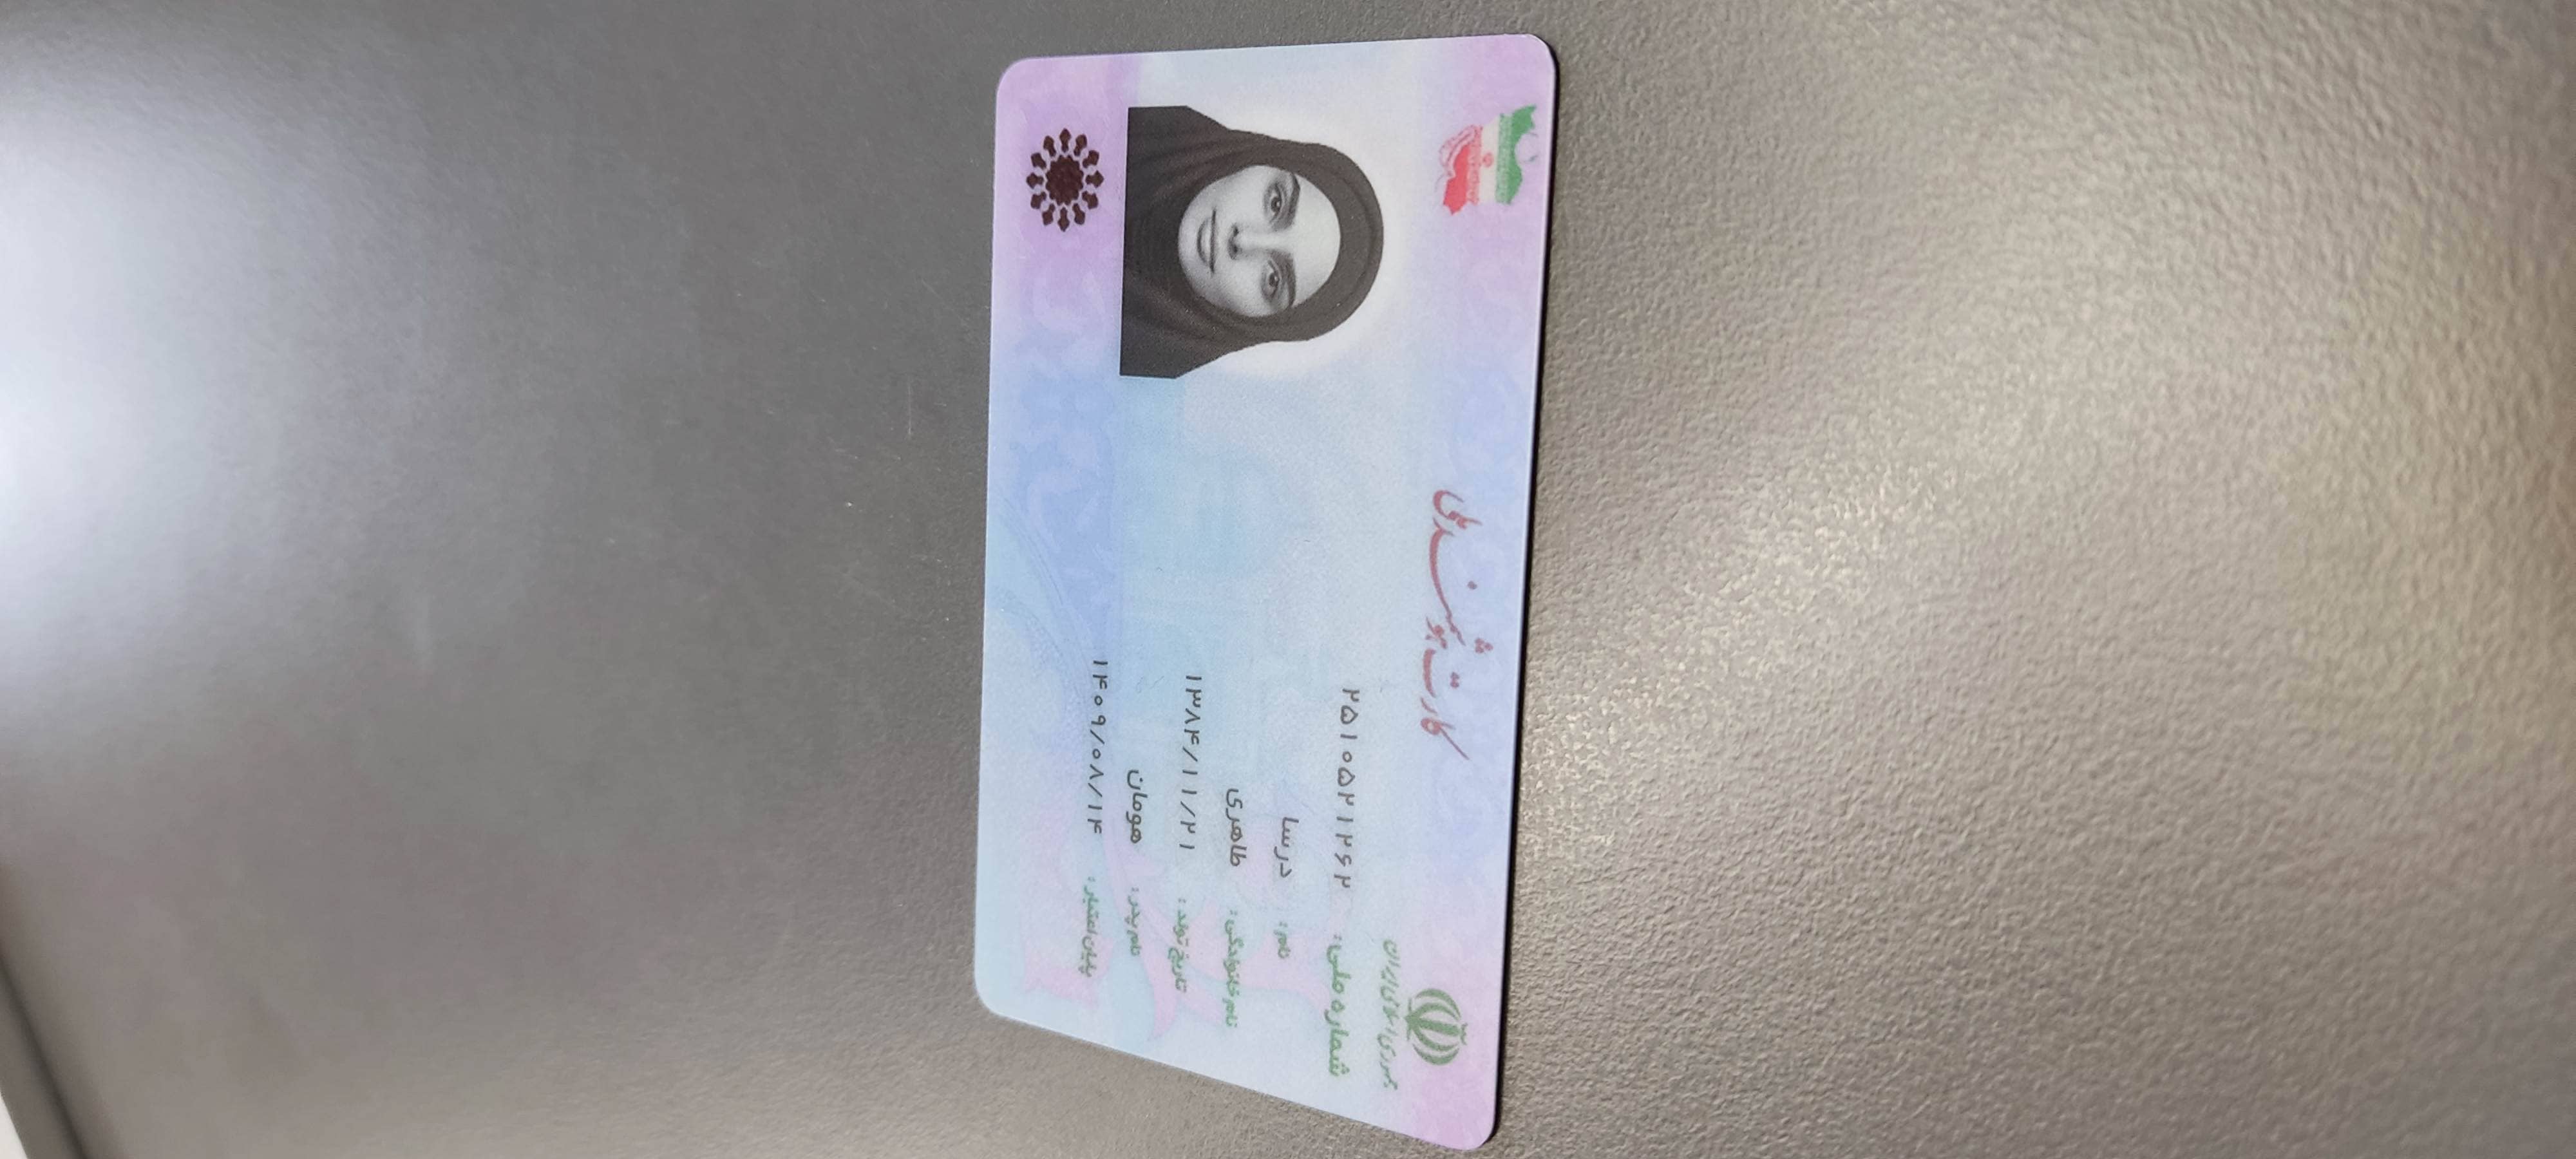 جمهوری اسلامی ایران
کارت هوشمند ملی
شماره ملی: ۲۵۱۰۵۲۱۲۶۲
نام: درسا
نام خانوادگی: طاهری
تاریخ تولد: ۱۳۸۴/۱۱/۲۱
نام پدر: هومان
پایان اعتبار: ۱۴۰۹/۰۸/۱۴